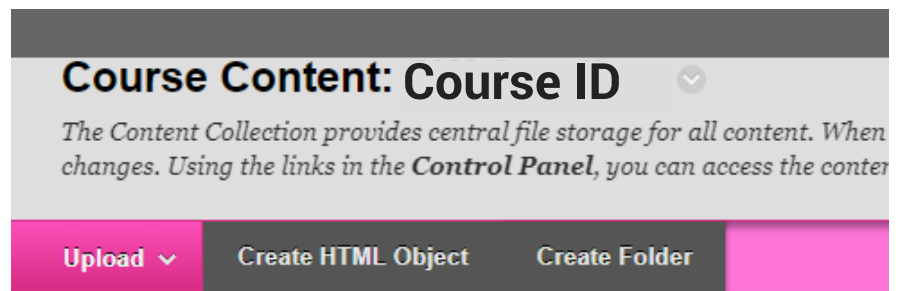 Course Content: Course ID
The Content Collection provides central file storage for all content. When
changes. Using the links in the Control Panel, you can access the
Upload Create HTML Object Create Folder